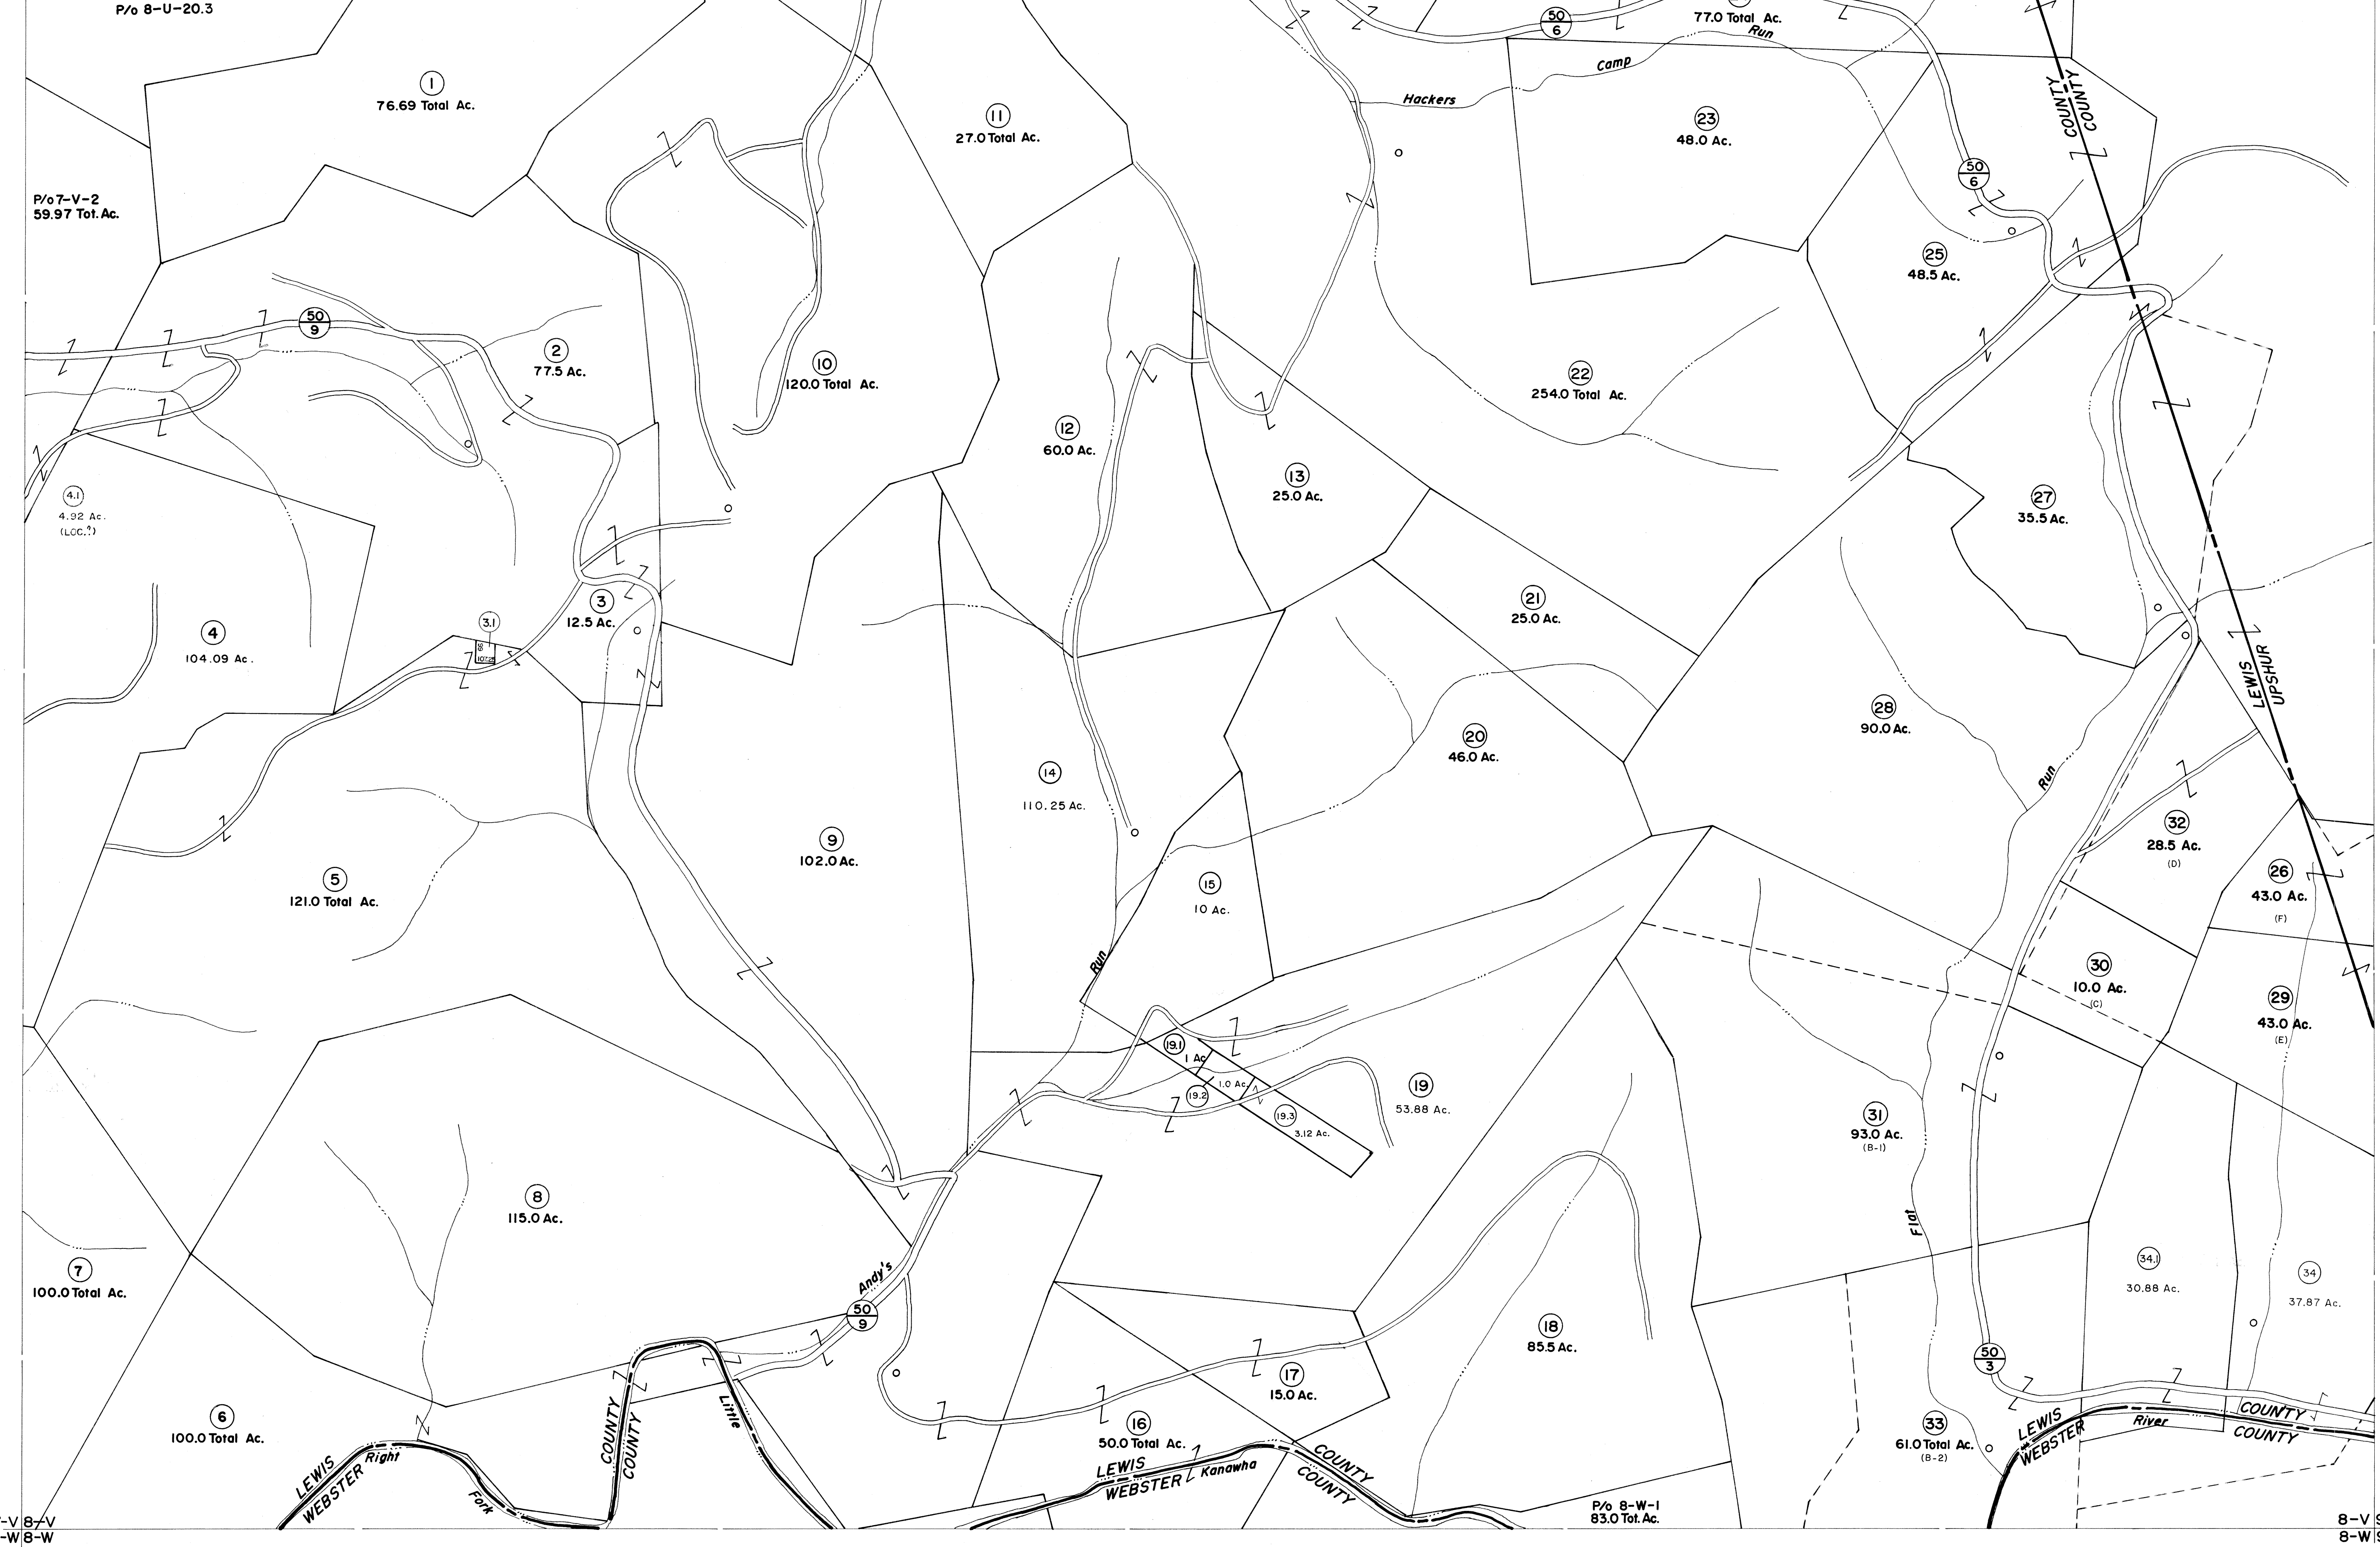 P/o 8-U-20.3
1
76.69 Total Ac.
P/o 7-V-2
59.97 Tot. Ac.
11
27.0 Total Ac.
50
6
77.0 Total Ac.
Run
Camp
Hackers
COUNTY
COUNTY
23
48.0 Ac.
50
6
25
48.5 Ac.
50
9
2
77.5 Ac.
10
120.0 Total Ac.
12
60.0 Ac.
13
25.0 Ac.
22
254.0 Total Ac.
27
35.5 Ac.
4.1
4.92 Ac.
(LOC.?)
4
104.09 Ac.
3.1
107.25
3
12.5 Ac.
21
25.0 Ac.
LEWIS
UPSHUR
28
90.0 Ac.
20
46.0 Ac.
14
110.25 Ac.
Run
9
102.0 Ac.
5
121.0 Total Ac.
15
10 Ac.
32
28.5 Ac.
(D)
26
43.0 Ac.
(F)
Run
30
10.0 Ac.
(C)
29
43.0 Ac.
(E)
19.1
1 Ac.
19.2
1.0 Ac.
19.3
3.12 Ac.
19
53.88 Ac.
31
93.0 Ac.
(B-1)
8
115.0 Ac.
Flat
7
100.0 Total Ac.
Andy's
50
9
34.1
30.88 Ac.
34
37.87 Ac.
18
85.5 Ac.
50
3
17
15.0 Ac.
6
100.0 Total Ac.
COUNTY
COUNTY
Little
16
50.0 Total Ac.
33
61.0 Total Ac.
(B-2)
LEWIS
WEBSTER
River
COUNTY
COUNTY
LEWIS
WEBSTER
Right
Fork
LEWIS
WEBSTER
Kanawha
COUNTY
COUNTY
P/o 8-W-1
83.0 Tot. Ac.
-V 8-V
-W 8-W
8-V
8-W